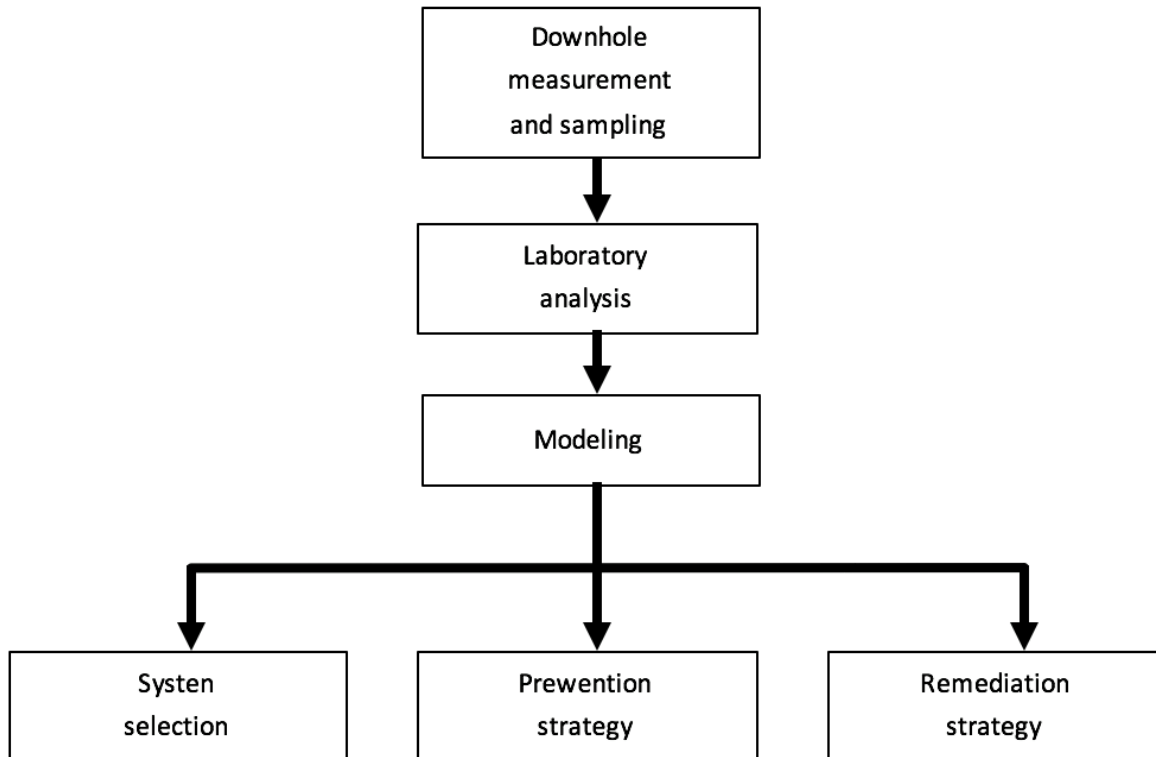 Downhole
measurement
and sampling
Laboratory
analysis
Modeling
Systen
selection
Prewention
strategy
Remediation
strategy